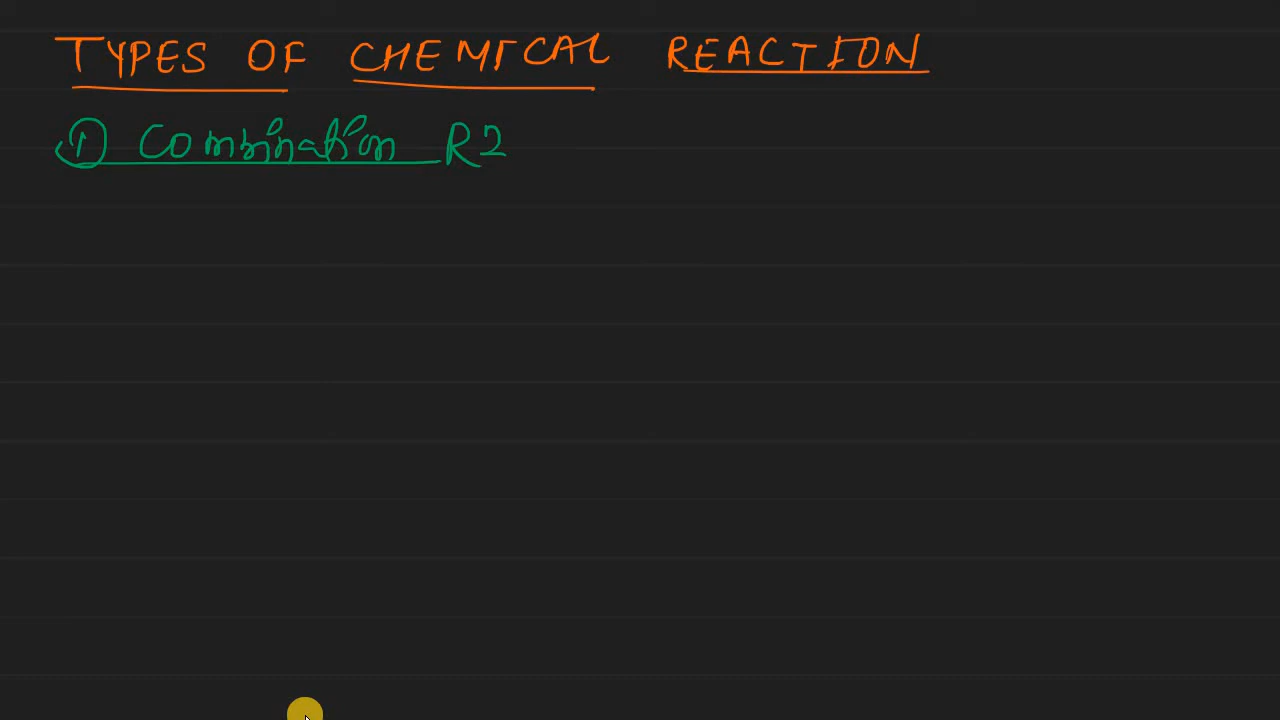 TYPES OF CHEMICAL REACTION
① Combination R2